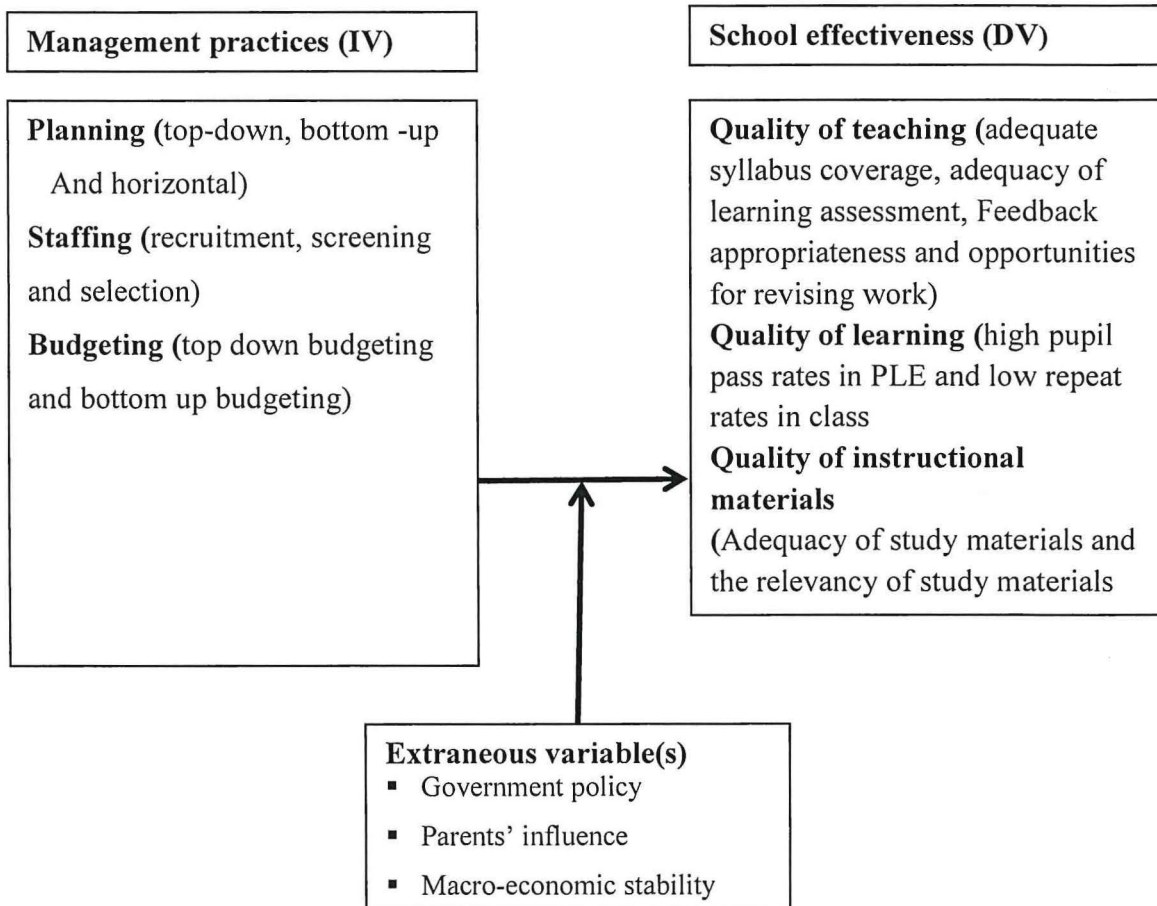 Management practices (IV)
School effectiveness (DV)
Planning (top-down, bottom -up
And horizontal)
Staffing (recruitment, screening
and selection)
Budgeting (top down budgeting
and bottom up budgeting)
Quality of teaching (adequate
syllabus coverage, adequacy of
learning assessment, Feedback
appropriateness and opportunities
for revising work)
Quality of learning (high pupil
pass rates in PLE and low repeat
rates in class
Quality of instructional
materials
(Adequacy of study materials and
the relevancy of study materials
Extraneous variable(s)
▪ Government policy
▪ Parents’ influence
▪ Macro-economic stability